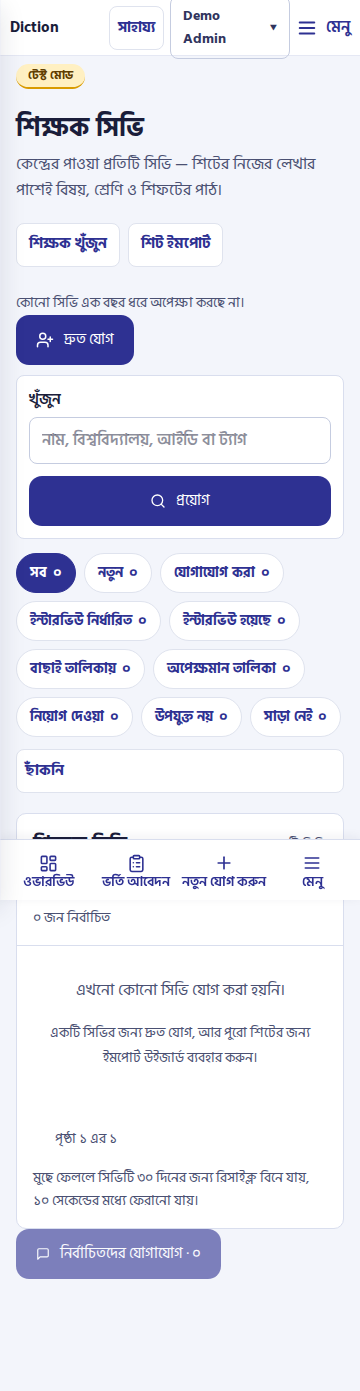 Diction
সাহায্য
Demo
Admin
মেনু
টেস্ট মোড
শিক্ষক সিভি
কেন্দ্রের পাওয়া প্রতিটি সিভি — শিটের নিজের লেখার
পাশেই বিষয়, শ্রেণি ও শিফটের পাঠ।
শিক্ষক খুঁজুন
শিট ইমপোর্ট
কোনো সিভি এক বছর ধরে অপেক্ষা করছে না।
দ্রুত যোগ
খুঁজুন
নাম, বিশ্ববিদ্যালয়, আইডি বা ট্যাগ
প্রয়োগ
সব ০
নতুন ০
যোগাযোগ করা ০
ইন্টারভিউ নির্ধারিত ০
ইন্টারভিউ হয়েছে ০
বাছাই তালিকায় ০
অপেক্ষমান তালিকা ০
নিয়োগ দেওয়া ০
উপযুক্ত নয় ০
সাড়া নেই ০
ছাঁকনি
ওভারভিউ
ভর্তি আবেদন
নতুন যোগ করুন
মেনু
০ জন নির্বাচিত
এখনো কোনো সিভি যোগ করা হয়নি।
একটি সিভির জন্য দ্রুত যোগ, আর পুরো শিটের জন্য
ইমপোর্ট উইজার্ড ব্যবহার করুন।
পৃষ্ঠা ১ এর ১
মুছে ফেললে সিভিটি ৩০ দিনের জন্য রিসাইক্ল বিনে যায়,
১০ সেকেন্ডের মধ্যে ফেরানো যায়।
নির্বাচিতদের যোগাযোগ · ০